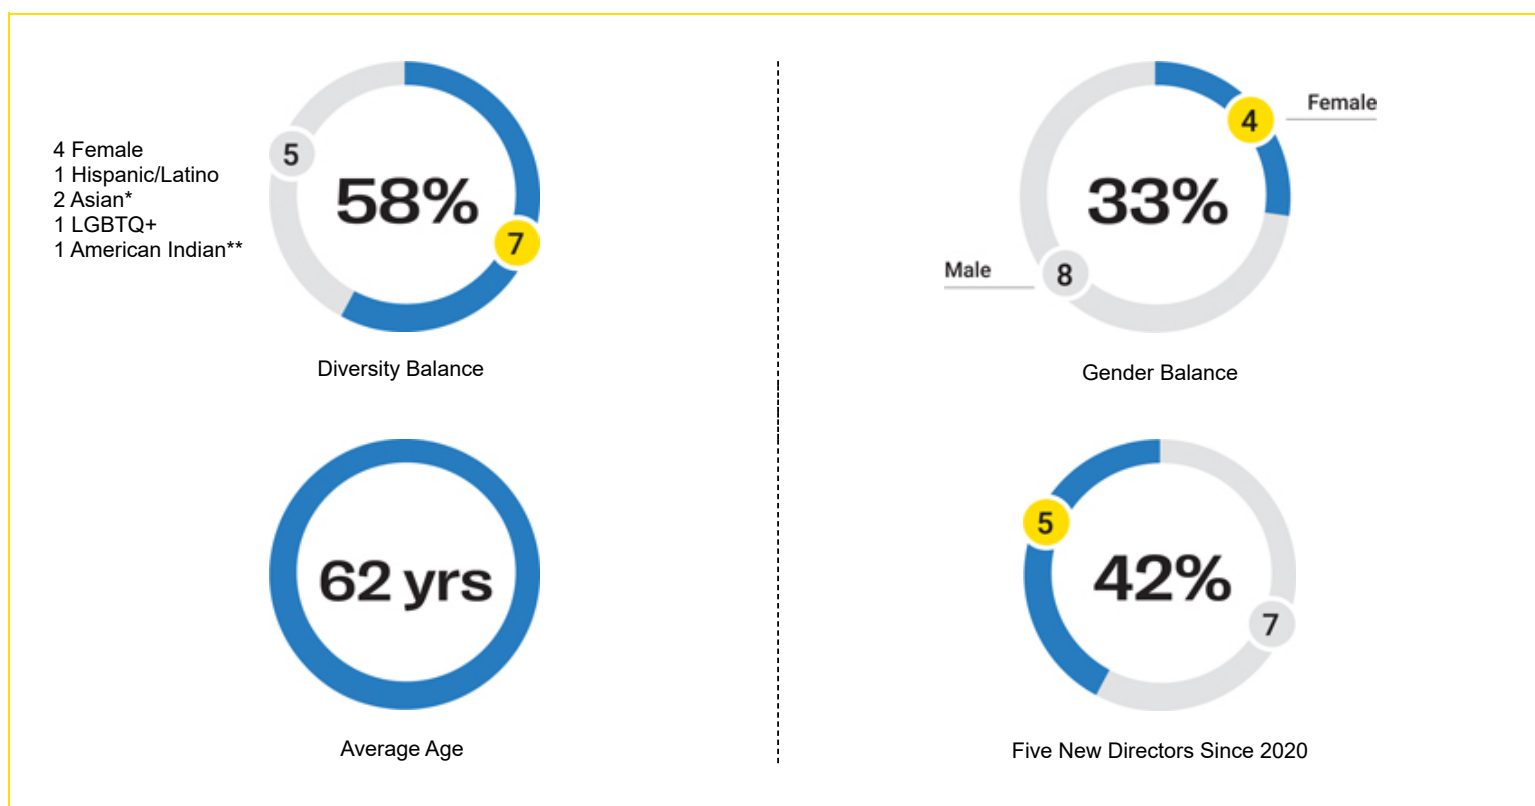 4 Female
1 Hispanic/Latino
2 Asian*
1 LGBTQ+
1 American Indian**
5
58%
7
Diversity Balance
Female
4
33%
Male
8
Gender Balance
62 yrs
Average Age
5
42%
7
Five New Directors Since 2020